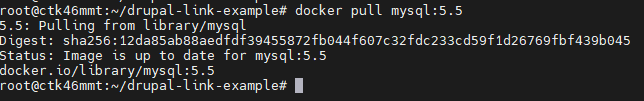 root@ctk46mmt:~/drupal-link-example# docker pull mysql:5.5
5.5: Pulling from library/mysql
Digest: sha256:12da85ab88aedfdf39455872fb044f607c32fdc233cd59f1d26769fbf439b045
Status: Image is up to date for mysql:5.5
docker.io/library/mysql:5.5
root@ctk46mmt:~/drupal-link-example#